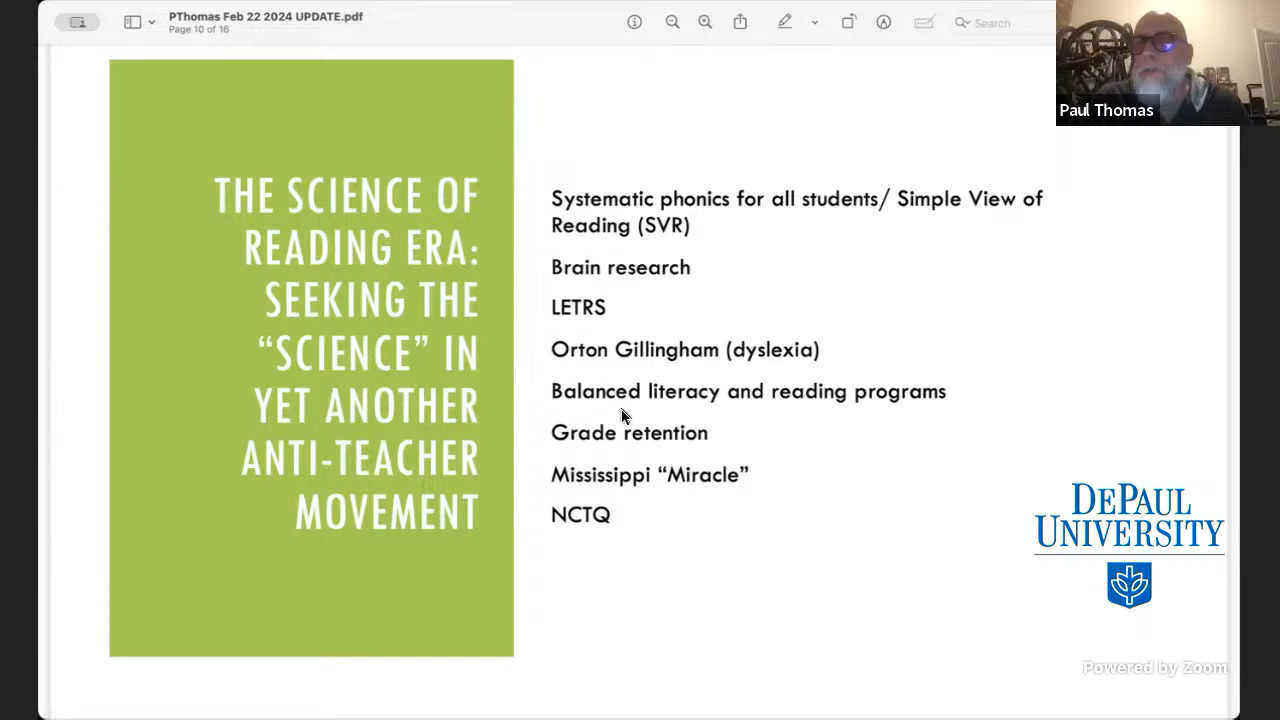 PThomas Feb 22 2024 UPDATE.pdf
Page 10 of 16
Search
Paul Thomas
THE SCIENCE OF
READING ERA:
SEEKING THE
“SCIENCE” IN
YET ANOTHER
ANTI-TEACHER
MOVEMENT
Systematic phonics for all students/ Simple View of
Reading (SVR)
Brain research
LETRS
Orton Gillingham (dyslexia)
Balanced literacy and reading programs
Grade retention
Mississippi “Miracle”
NCTQ
DEPAUL
UNIVERSITY
Powered by Zoom